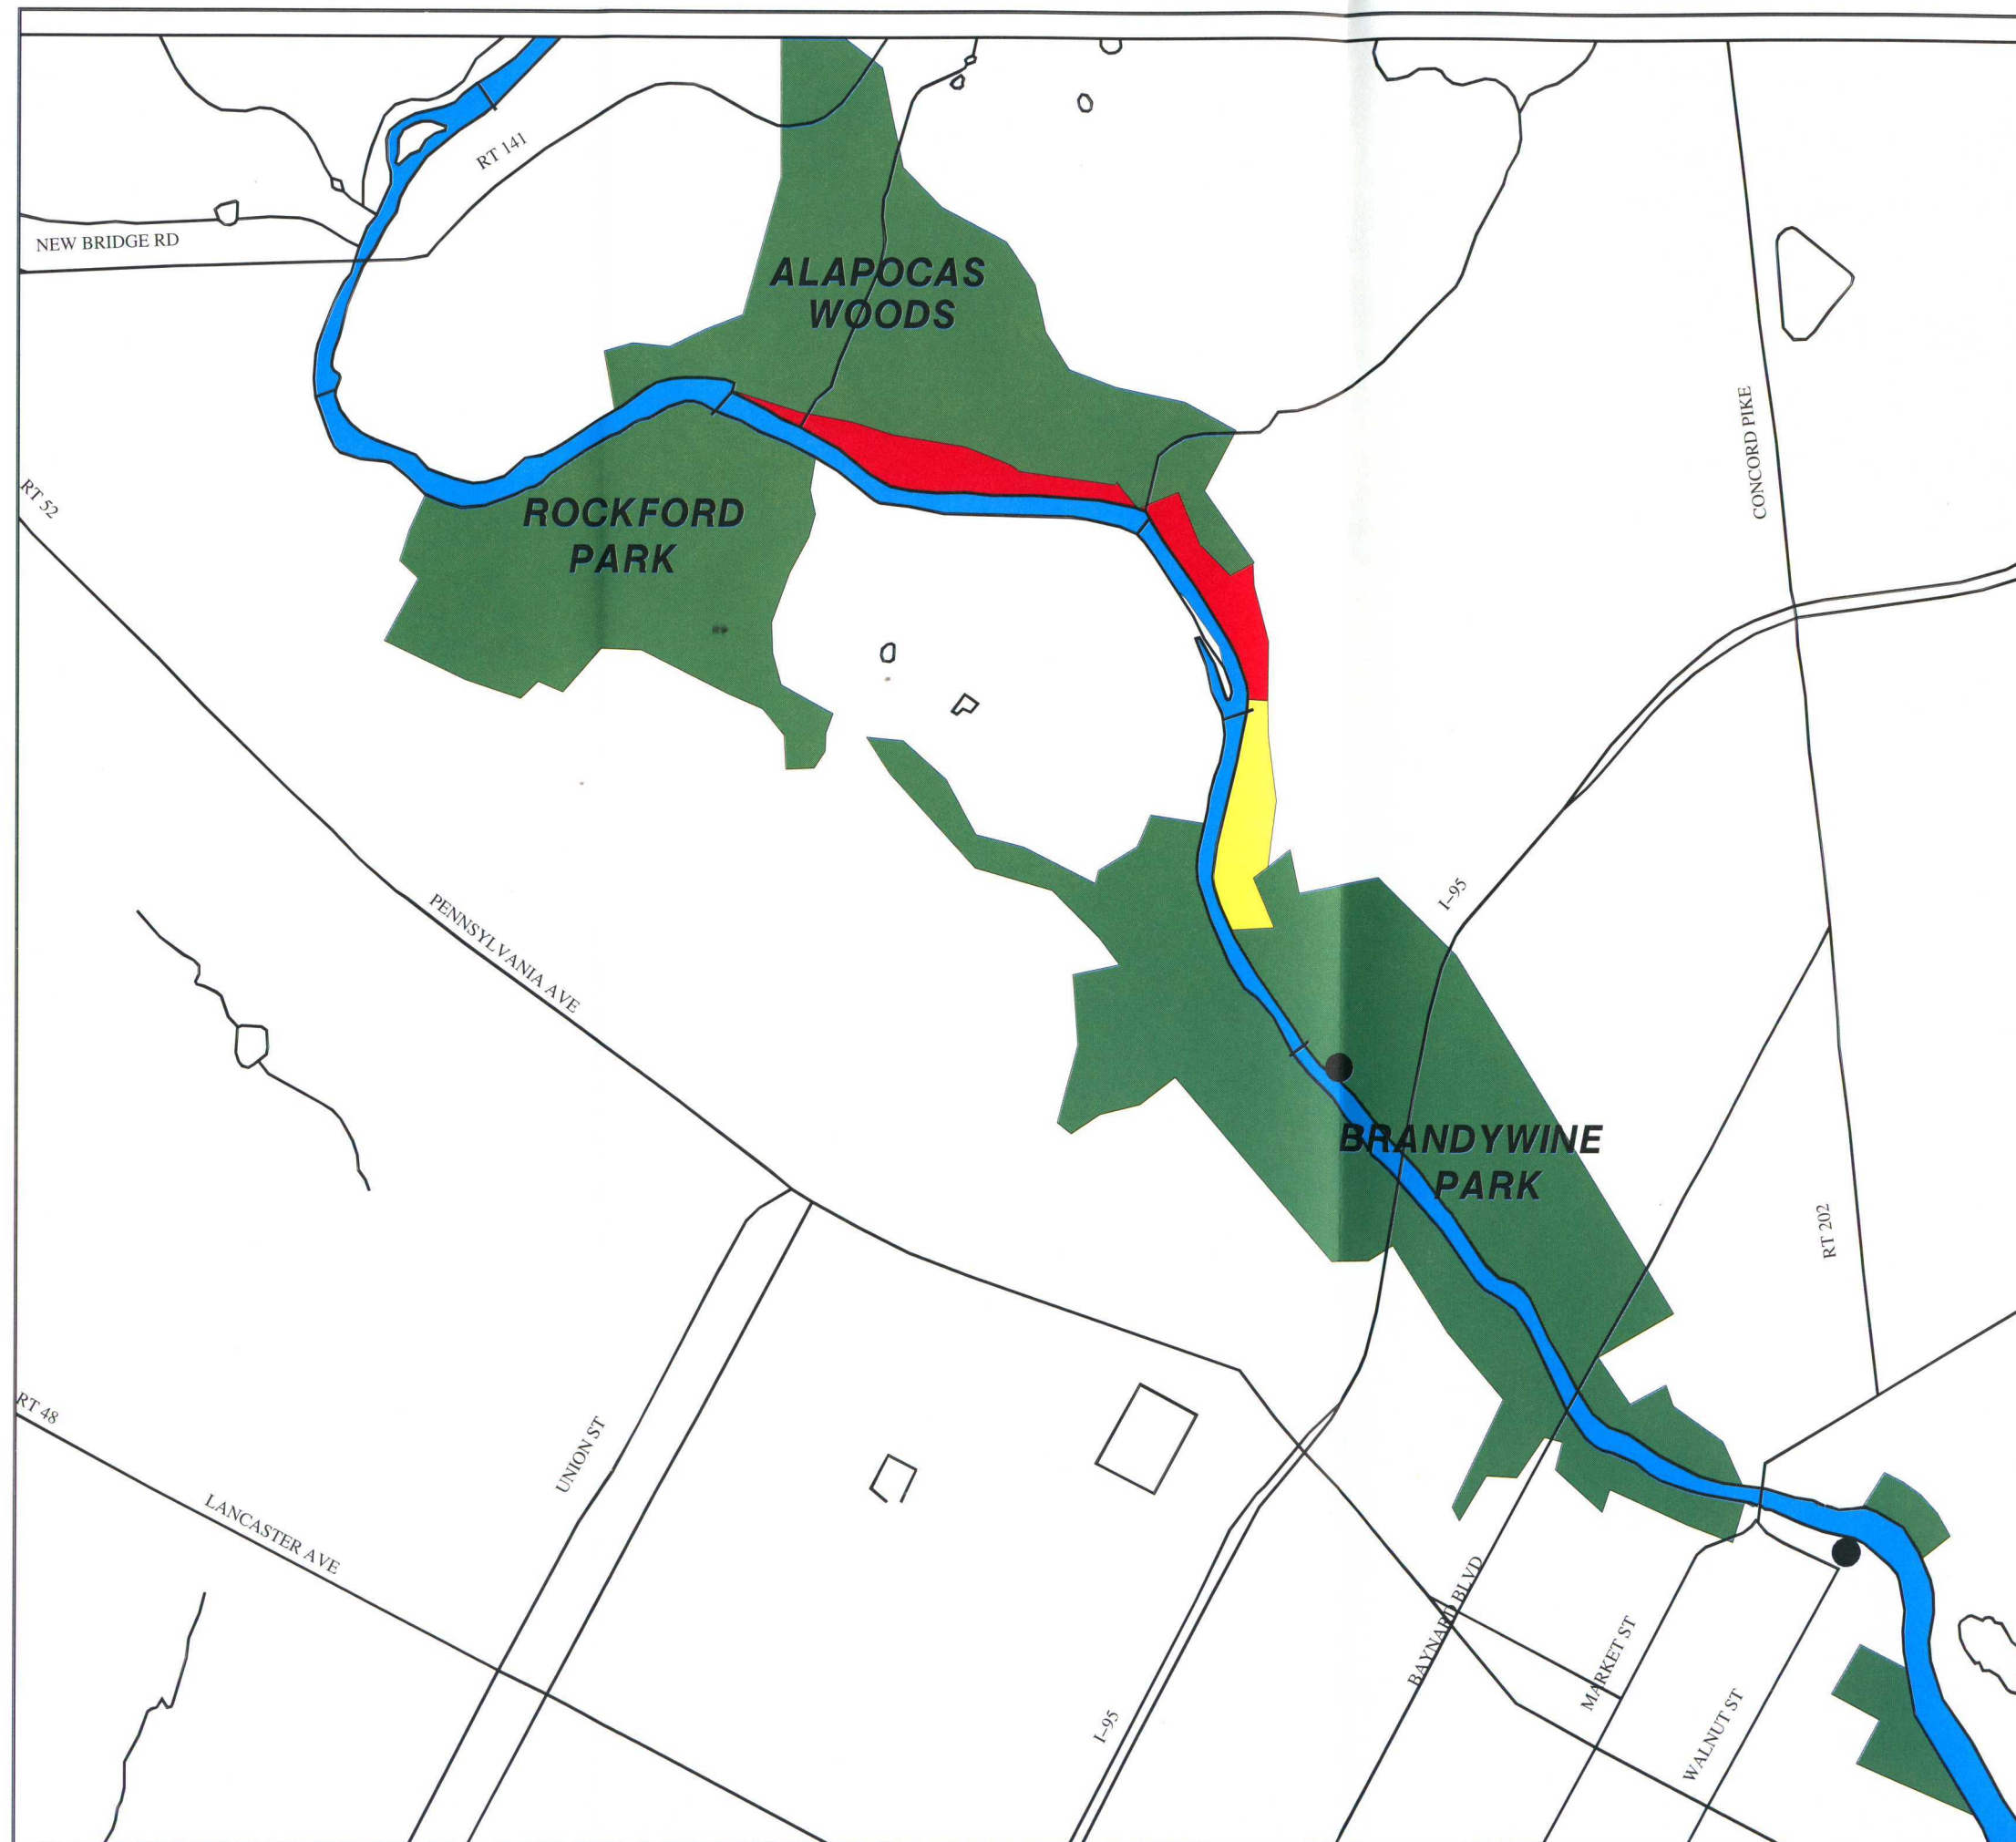 RT 141
NEW BRIDGE RD
ALAPOCAS
WOODS
CONCORD PIKE
RT 52
ROCKFORD
PARK
I-95
PENNSYLVANIA AVE
BRANDYWINE
PARK
RT 202
RT 48
UNION ST
LANCASTER AVE
BAYNARD BLVD
MARKET ST
WALNUT ST
I-95